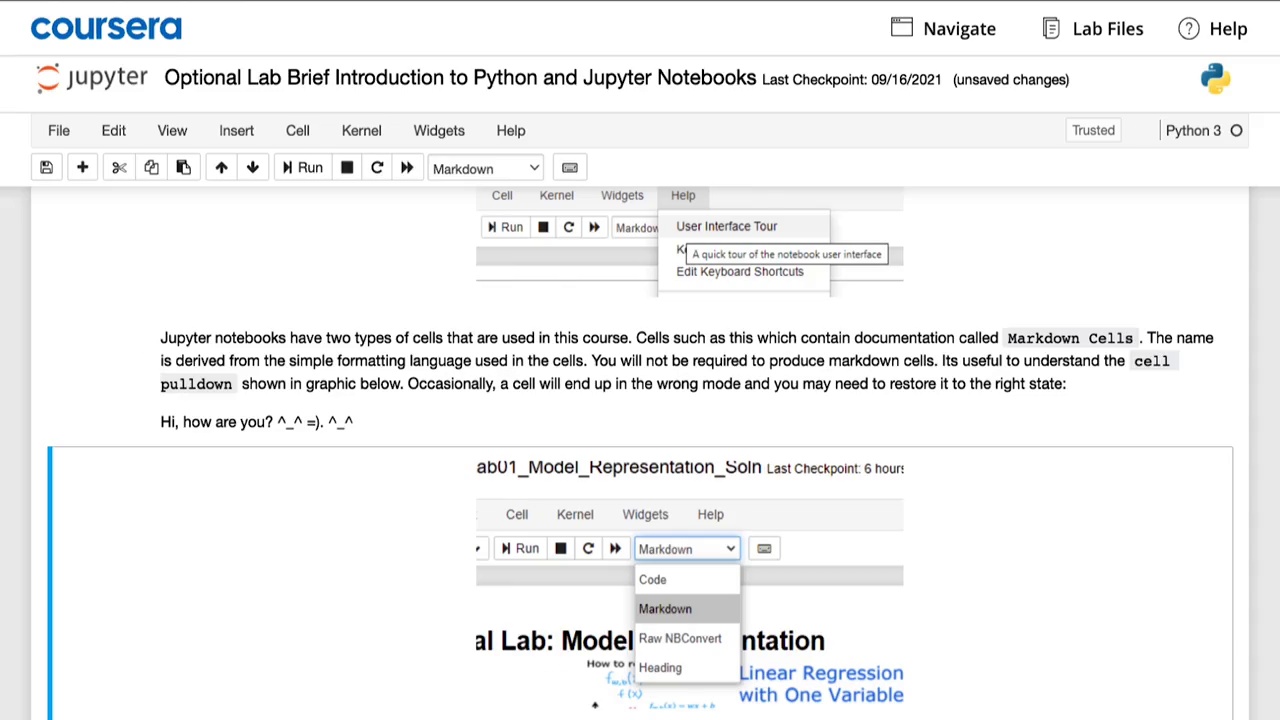 coursera
Navigate
Lab Files
Help
jupyter Optional Lab Brief Introduction to Python and Jupyter Notebooks Last Checkpoint: 09/16/2021 (unsaved changes)
File Edit View Insert Cell Kernel Widgets Help
Trusted
Python 3
Run
Markdown
Cell Kernel Widgets Help
Run
Markdow
User Interface Tour
A quick tour of the notebook user interface
Edit Keyboard Shortcuts
Jupyter notebooks have two types of cells that are used in this course. Cells such as this which contain documentation called Markdown Cells . The name
is derived from the simple formatting language used in the cells. You will not be required to produce markdown cells. Its useful to understand the cell
pulldown shown in graphic below. Occasionally, a cell will end up in the wrong mode and you may need to restore it to the right state:
Hi, how are you? ^_^ =). ^_^
ab01_Model_Representation_Soln Last Checkpoint: 6 hours
Cell Kernel Widgets Help
Run
Markdown
Code
Markdown
Raw NBConvert
Heading
al Lab: Model ntation
How to r
Linear Regression
with One Variable
f(x)